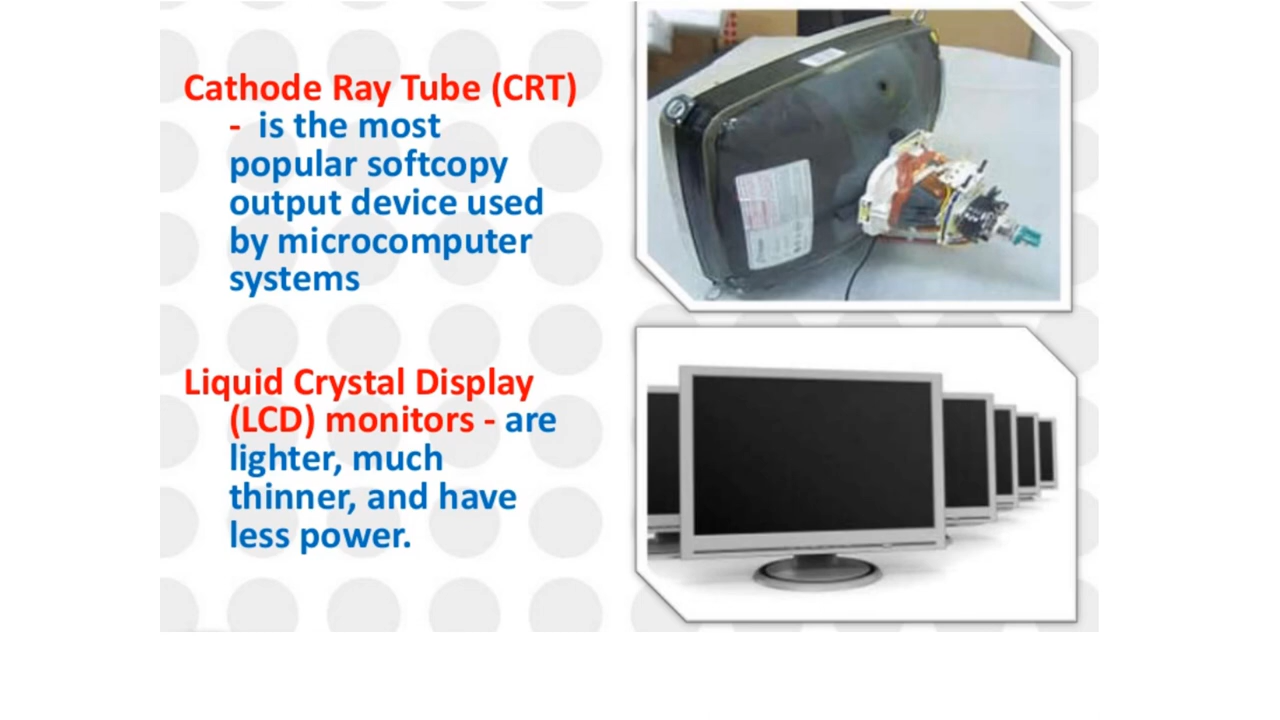 Cathode Ray Tube (CRT)
- is the most
popular softcopy
output device used
by microcomputer
systems
Liquid Crystal Display
(LCD) monitors - are
lighter, much
thinner, and have
less power.